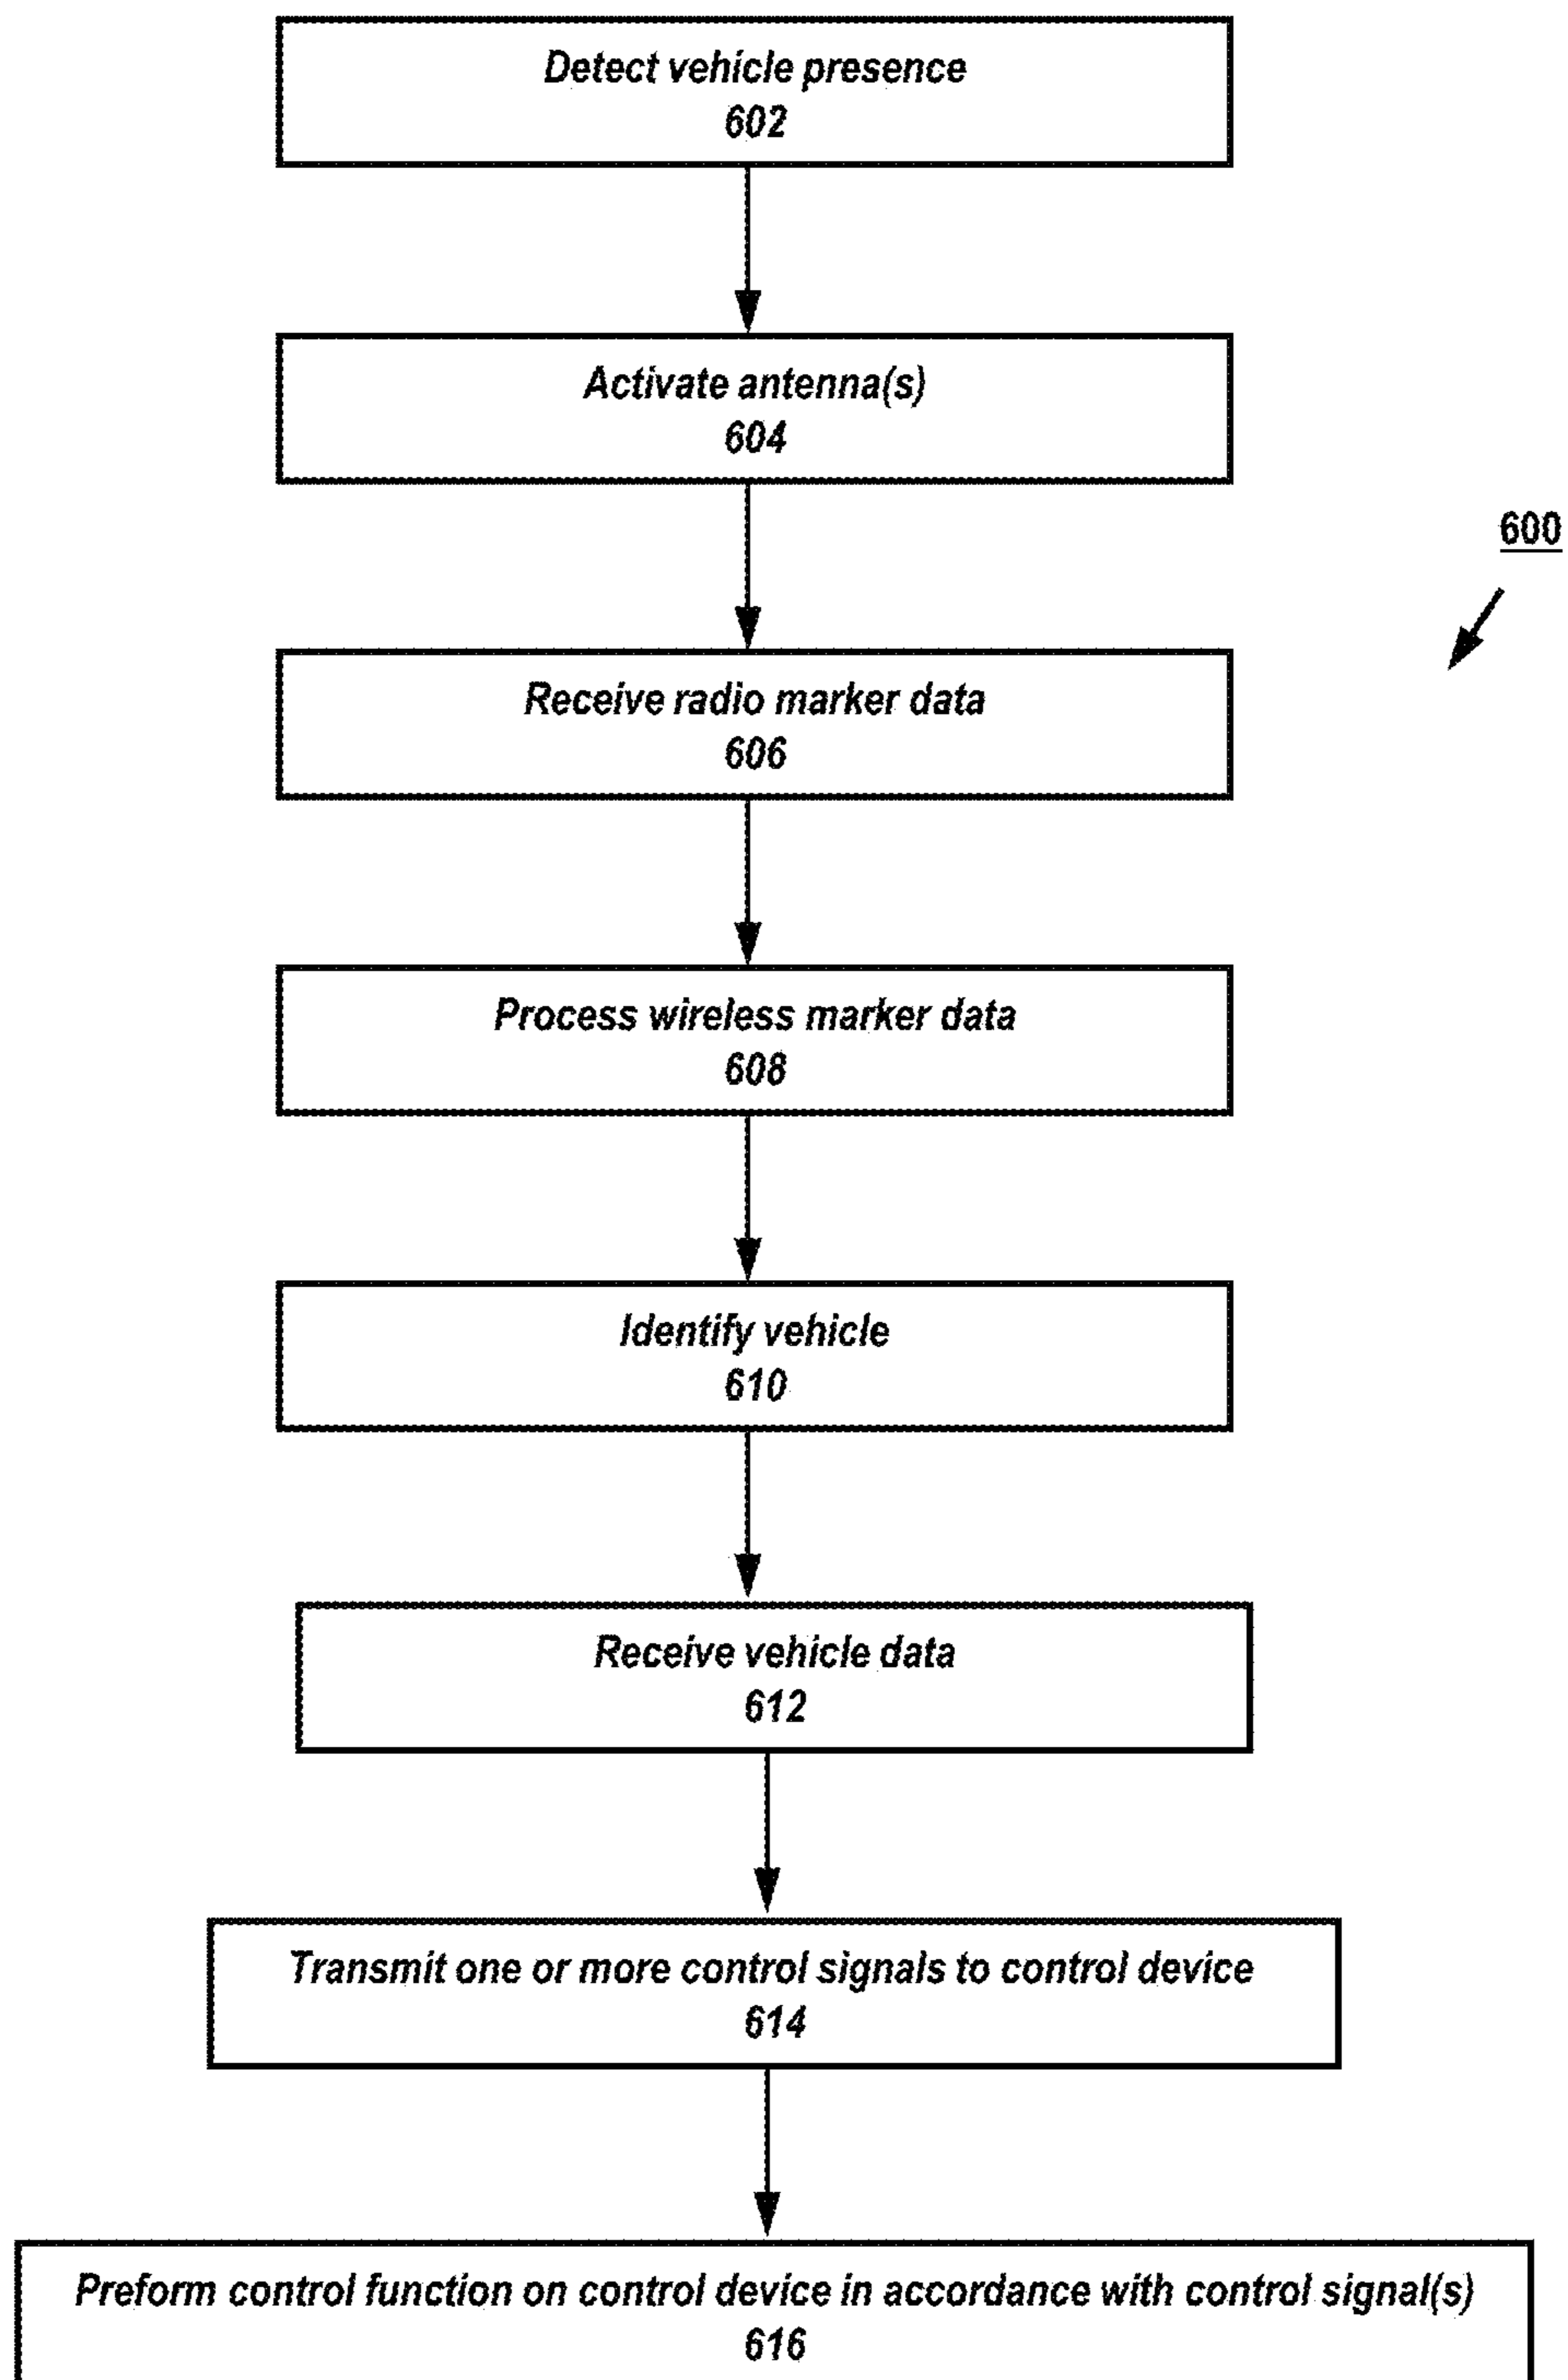 Detect vehicle presence
602
Activate antenna(s)
604
600
Receive radio marker data
606
Process wireless marker data
608
Identify vehicle
610
Receive vehicle data
612
Transmit one or more control signals to control device
614
Preform control function on control device in accordance with control signal(s)
616